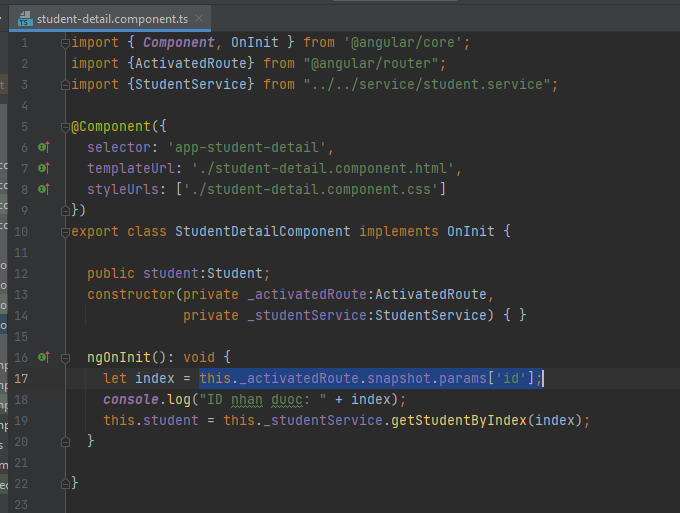 student-detail.component.ts
1 import { Component, OnInit } from '@angular/core';
2 import {ActivatedRoute} from "@angular/router";
3 import {StudentService} from "../../service/student.service";
4
5 @Component({
6 selector: 'app-student-detail',
7 templateUrl: './student-detail.component.html',
8 styleUrls: ['./student-detail.component.css']
9 })
10 export class StudentDetailComponent implements OnInit {
11
12 public student:Student;
13 constructor(private _activatedRoute:ActivatedRoute,
14 private _studentService:StudentService) { }
15
16 ngOnInit(): void {
17 let index = this._activatedRoute.snapshot.params['id'];
18 console.log("ID nhan duoc: " + index);
19 this.student = this._studentService.getStudentByIndex(index);
20 }
21
22 }
23